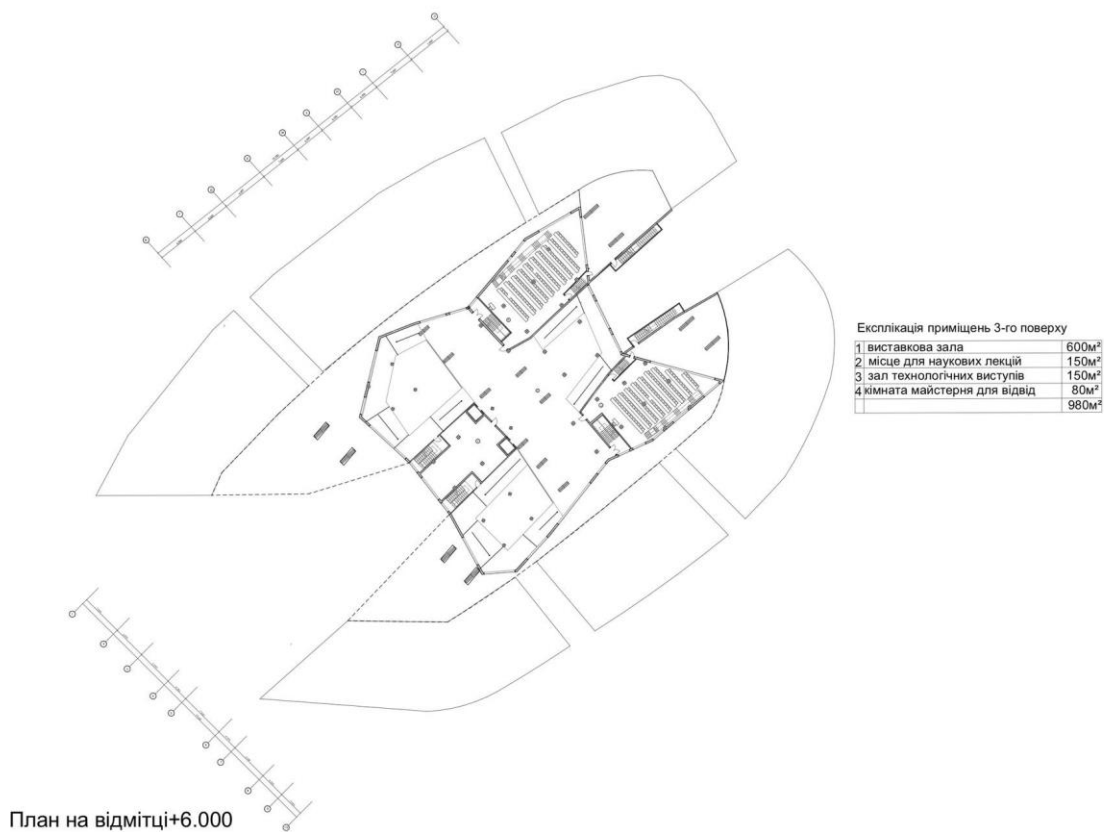 Експлікація приміщень 3-го поверху
1 виставкова зала 600м²
2 місце для наукових лекцій 150м²
3 зал технологічних виступів 150м²
4 кімната майстерня для відвід 80м²
980м²
План на відмітці+6.000